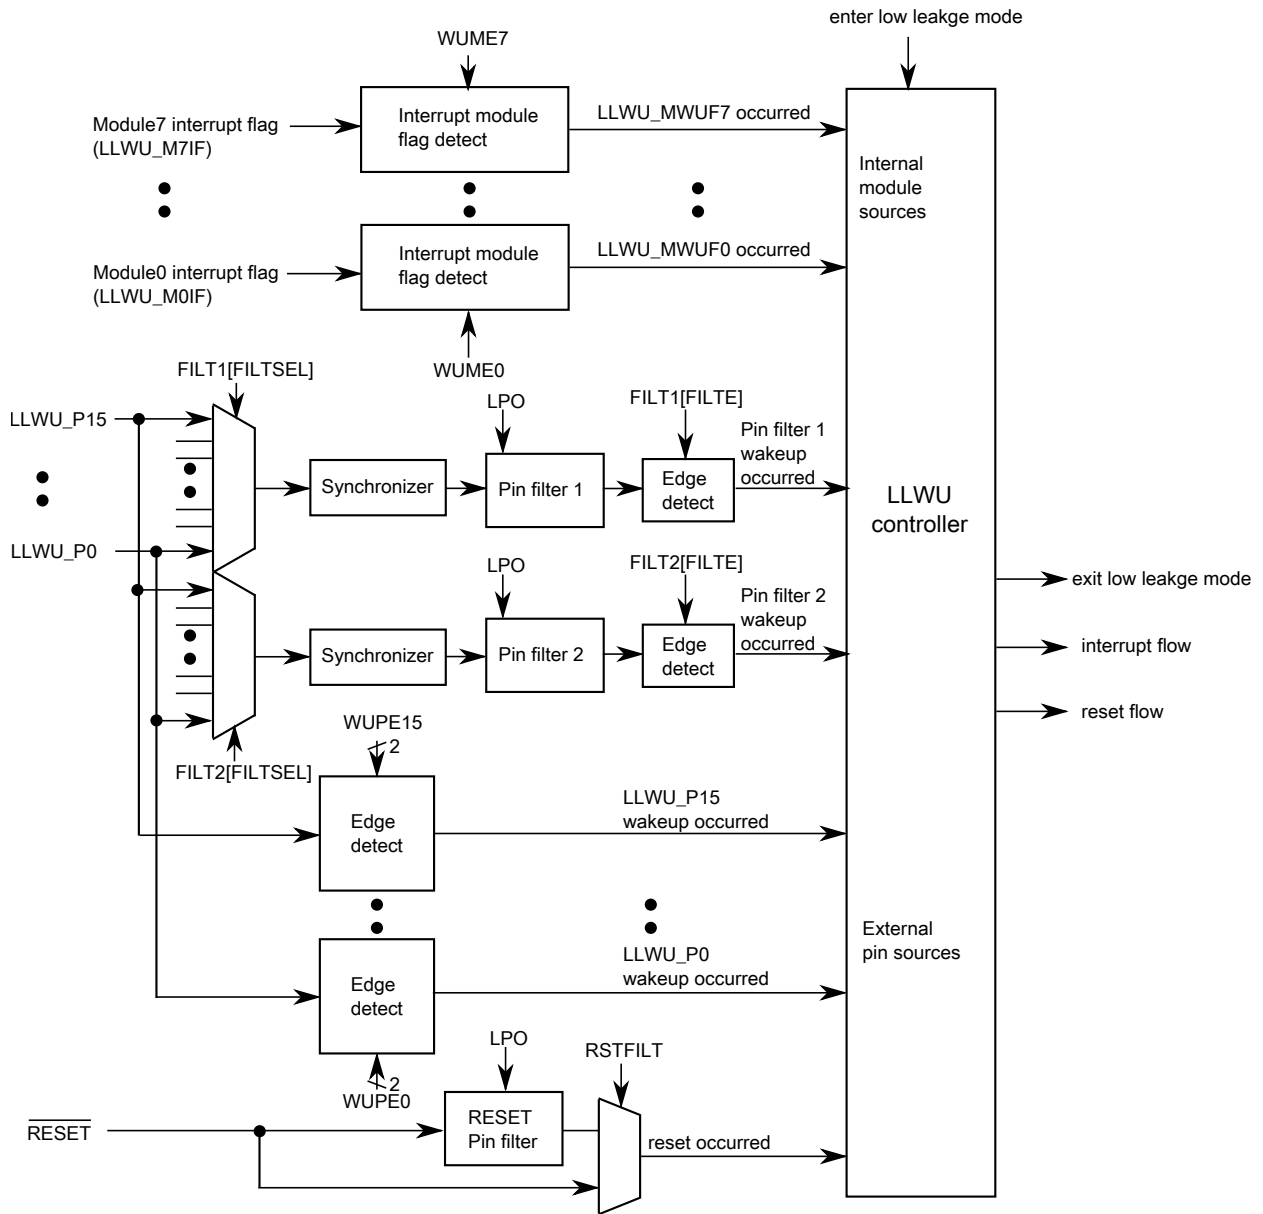 enter low leakge mode
WUME7
Module7 interrupt flag
(LLWU_M7IF)
Interrupt module
flag detect
LLWU_MWUF7 occurred
Internal
module
sources
Module0 interrupt flag
(LLWU_M0IF)
Interrupt module
flag detect
LLWU_MWUF0 occurred
WUME0
FILT1[FILTSEL]
LLWU_P15
LLWU_P0
Synchronizer
LPO
Pin filter 1
FILT1[FILTE]
Edge
detect
Pin filter 1
wakeup
occurred
LLWU
controller
Synchronizer
LPO
Pin filter 2
FILT2[FILTE]
Edge
detect
Pin filter 2
wakeup
occurred
FILT2[FILTSEL]
exit low leakge mode
interrupt flow
reset flow
WUPE15
2
Edge
detect
LLWU_P15
wakeup occurred
Edge
detect
LLWU_P0
wakeup occurred
External
pin sources
2
WUPE0
RESET
LPO
RESET
Pin filter
RSTFILT
reset occurred